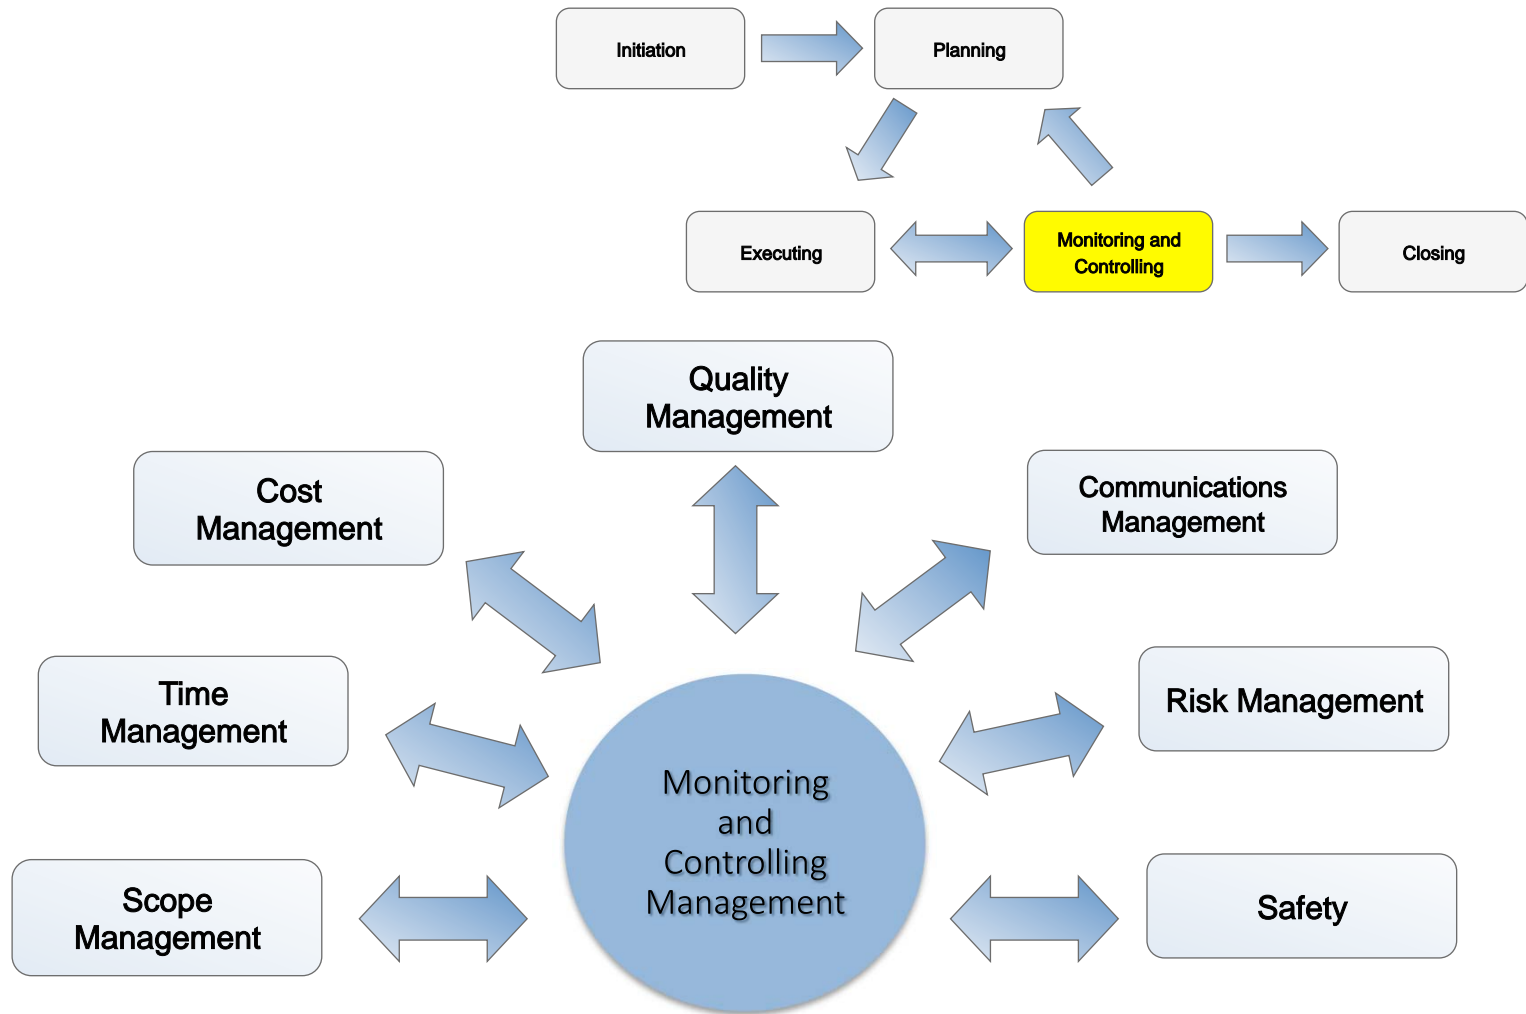 Initiation
Planning
Executing
Monitoring and
Controlling
Closing
Quality
Management
Cost
Management
Communications
Management
Time
Management
Risk Management
Monitoring
and
Controlling
Management
Scope
Management
Safety